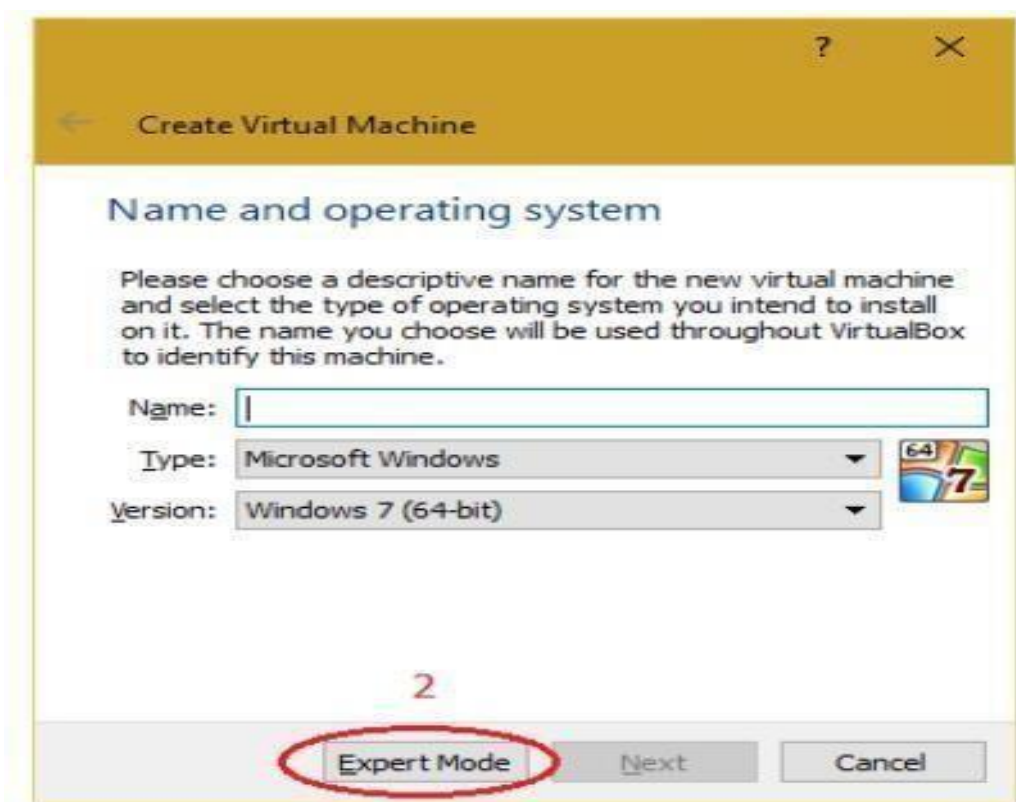 ?
Create Virtual Machine
Name and operating system
Please choose a descriptive name for the new virtual machine
and select the type of operating system you intend to install
on it. The name you choose will be used throughout VirtualBox
to identify this machine.
Name:
Type: Microsoft Windows
64
7
Version: Windows 7 (64-bit)
2
Expert Mode Next Cancel